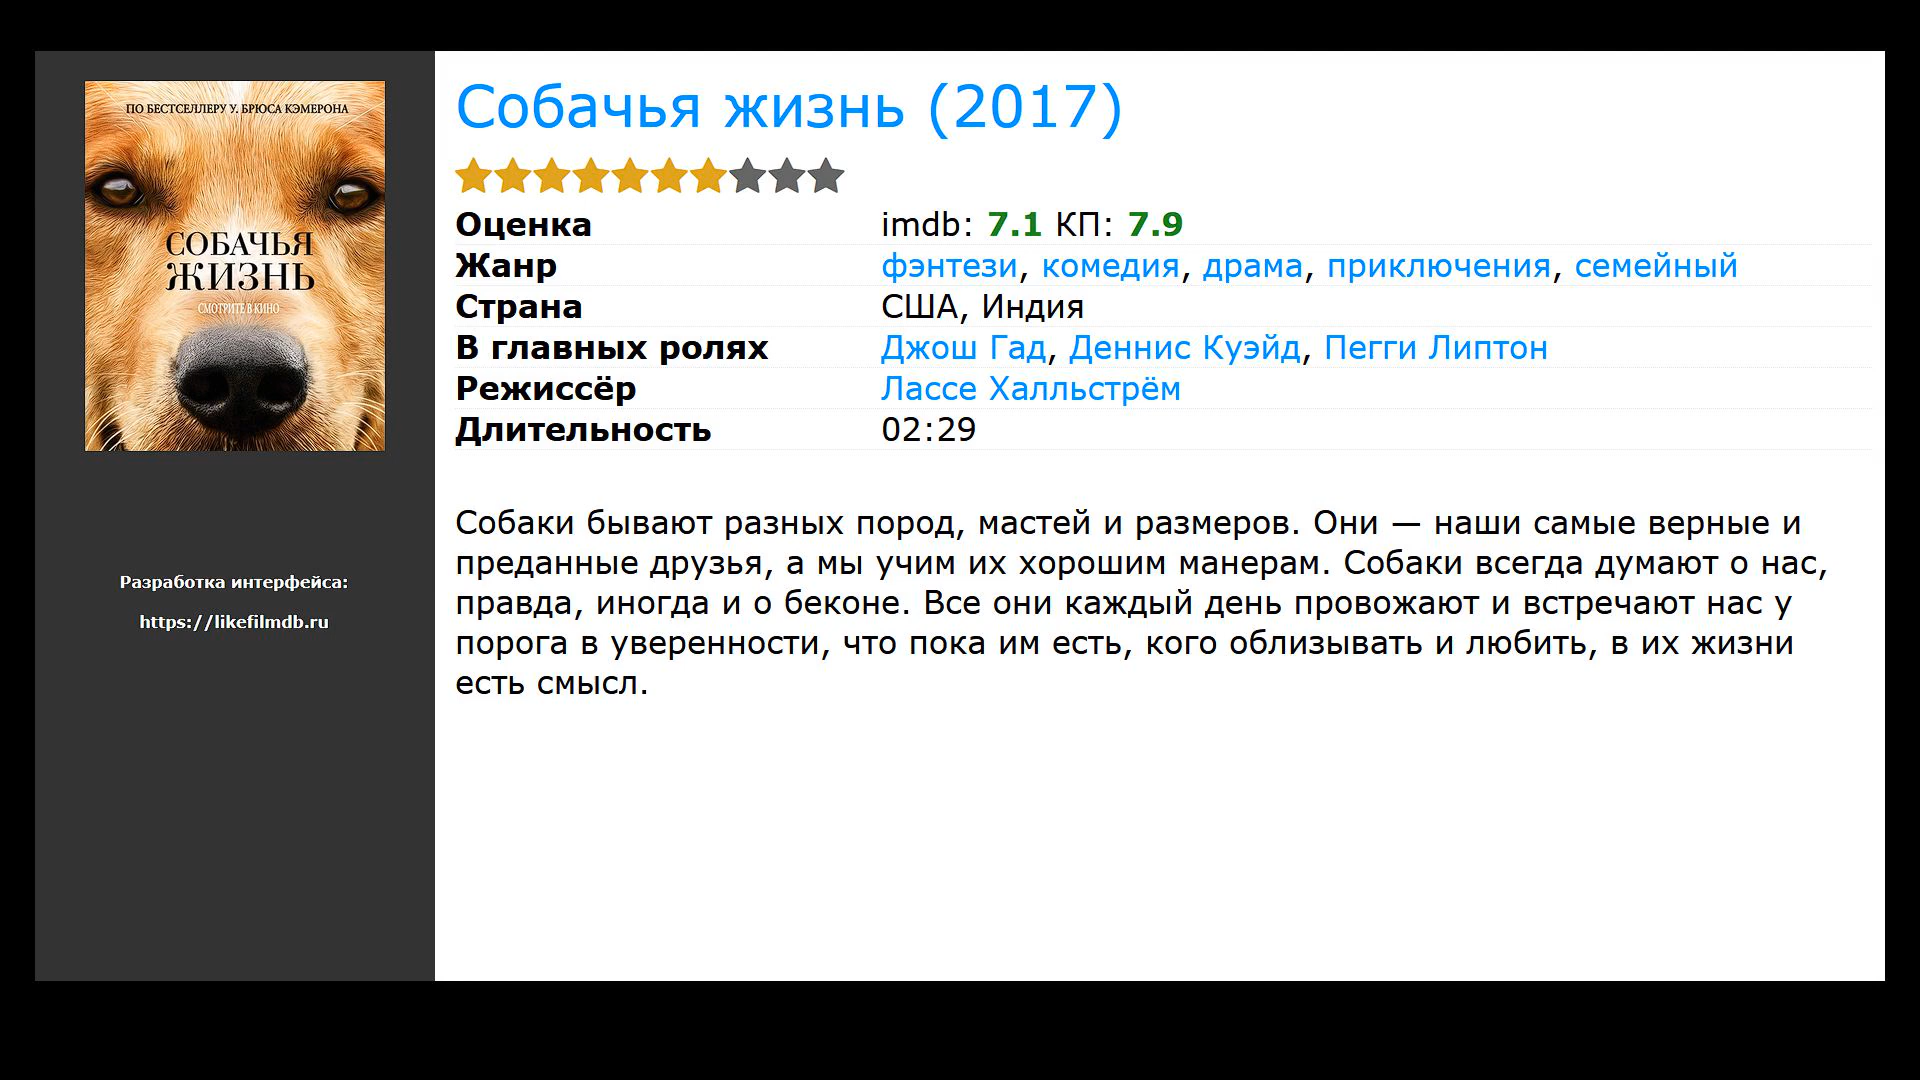 ПО БЕСТСЕЛЛЕРУ У. БРЮСА КЭМЕРОНА
СОБАЧЬЯ
ЖИЗНЬ
СМОТРИТЕ В КИНО
Разработка интерфейса:
https://likefilmdb.ru
Собачья жизнь (2017)
Оценка imdb: 7.1 КП: 7.9
Жанр фэнтези, комедия, драма, приключения, семейный
Страна США, Индия
В главных ролях Джош Гад, Деннис Куэйд, Пегги Липтон
Режиссёр Лассе Халльстрём
Длительность 02:29
Собаки бывают разных пород, мастей и размеров. Они — наши самые верные и
преданные друзья, а мы учим их хорошим манерам. Собаки всегда думают о нас,
правда, иногда и о беконе. Все они каждый день провожают и встречают нас у
порога в уверенности, что пока им есть, кого облизывать и любить, в их жизни
есть смысл.